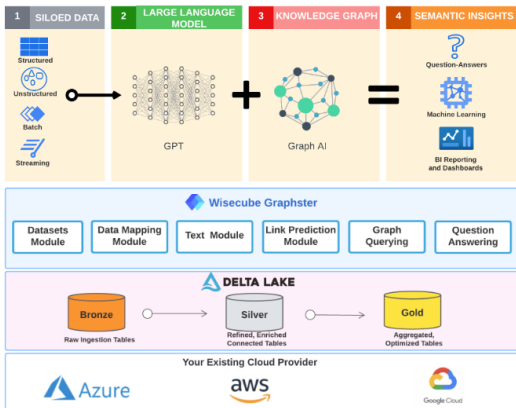 1 SILOED DATA
2 LARGE LANGUAGE
MODEL
3 KNOWLEDGE GRAPH
4 SEMANTIC INSIGHTS
Structured
Unstructured
Batch
Streaming
GPT
Graph AI
Question-Answers
Machine Learning
BI Reporting
and Dashboards
Wisecube Graphster
Datasets
Module
Data Mapping
Module
Text Module
Link Prediction
Module
Graph
Querying
Question
Answering
DELTA LAKE
Bronze
Raw Ingestion Tables
Silver
Refined, Enriched
Connected Tables
Gold
Aggregated,
Optimized Tables
Your Existing Cloud Provider
Azure
aws
Google Cloud